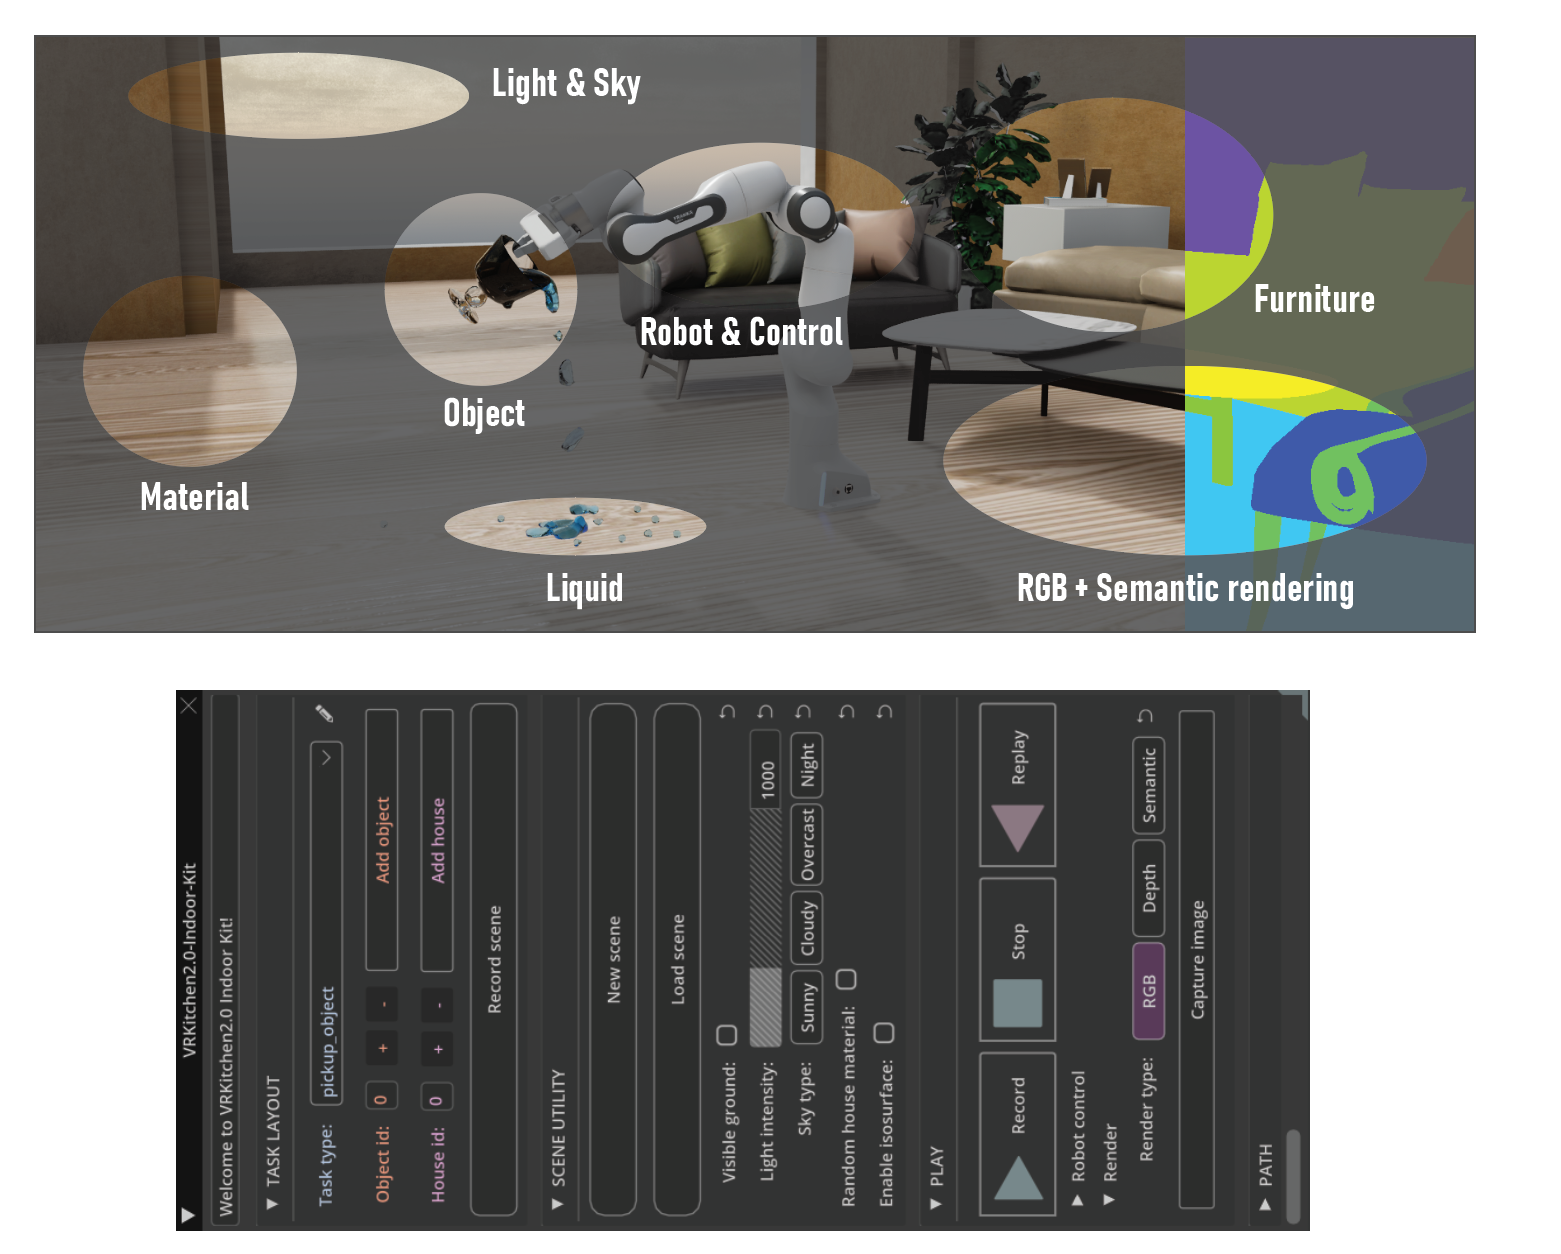 Light & Sky
Robot & Control
Furniture
Object
Material
Liquid
RGB + Semantic rendering
VRKitchen2.0-Indoor-Kit
Welcome to VRKitchen2.0 Indoor Kit!
TASK LAYOUT
Task type: pickup_object
Object id: 0 + - Add object
House id: 0 + - Add house
Record scene
SCENE UTILITY
New scene
Load scene
Visible ground:
Light intensity: 1000
Sky type: Sunny Cloudy Overcast Night
Random house material:
Enable isosurface:
PLAY
Record Stop Replay
Robot control
Render
Render type: RGB Depth Semantic
Capture image
PATH